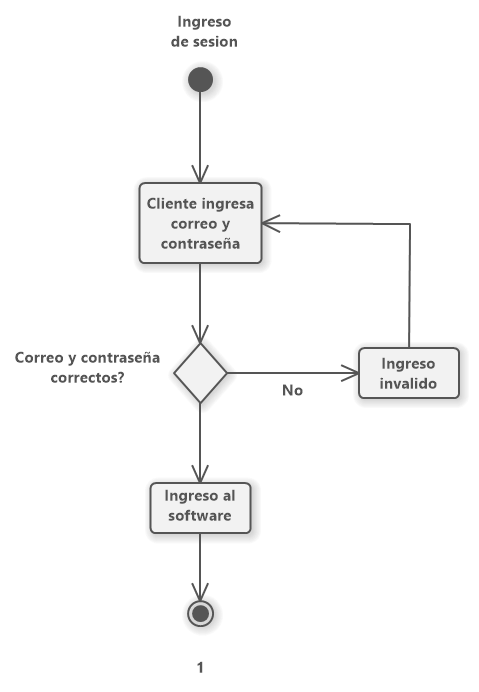 Ingreso
de sesion
Cliente ingresa
correo y
contraseña
Correo y contraseña
correctos?
No
Ingreso
invalido
Ingreso al
software
1